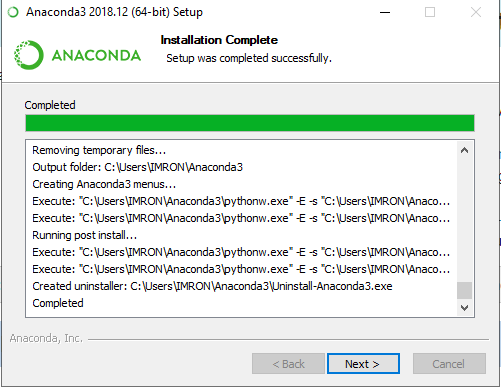 Anaconda3 2018.12 (64-bit) Setup
Installation Complete
Setup was completed successfully.
ANACONDA
Completed
Removing temporary files...
Output folder: C:\Users\IMRON\Anaconda3
Creating Anaconda3 menus...
Execute: "C:\Users\IMRON\Anaconda3\pythonw.exe" -E -s "C:\Users\IMRON\Anaco...
Execute: "C:\Users\IMRON\Anaconda3\pythonw.exe" -E -s "C:\Users\IMRON\Anaco...
Running post install...
Execute: "C:\Users\IMRON\Anaconda3\pythonw.exe" -E -s "C:\Users\IMRON\Anaco...
Execute: "C:\Users\IMRON\Anaconda3\pythonw.exe" -E -s "C:\Users\IMRON\Anaco...
Created uninstaller: C:\Users\IMRON\Anaconda3\Uninstall-Anaconda3.exe
Completed
Anaconda, Inc.
< Back
Next >
Cancel